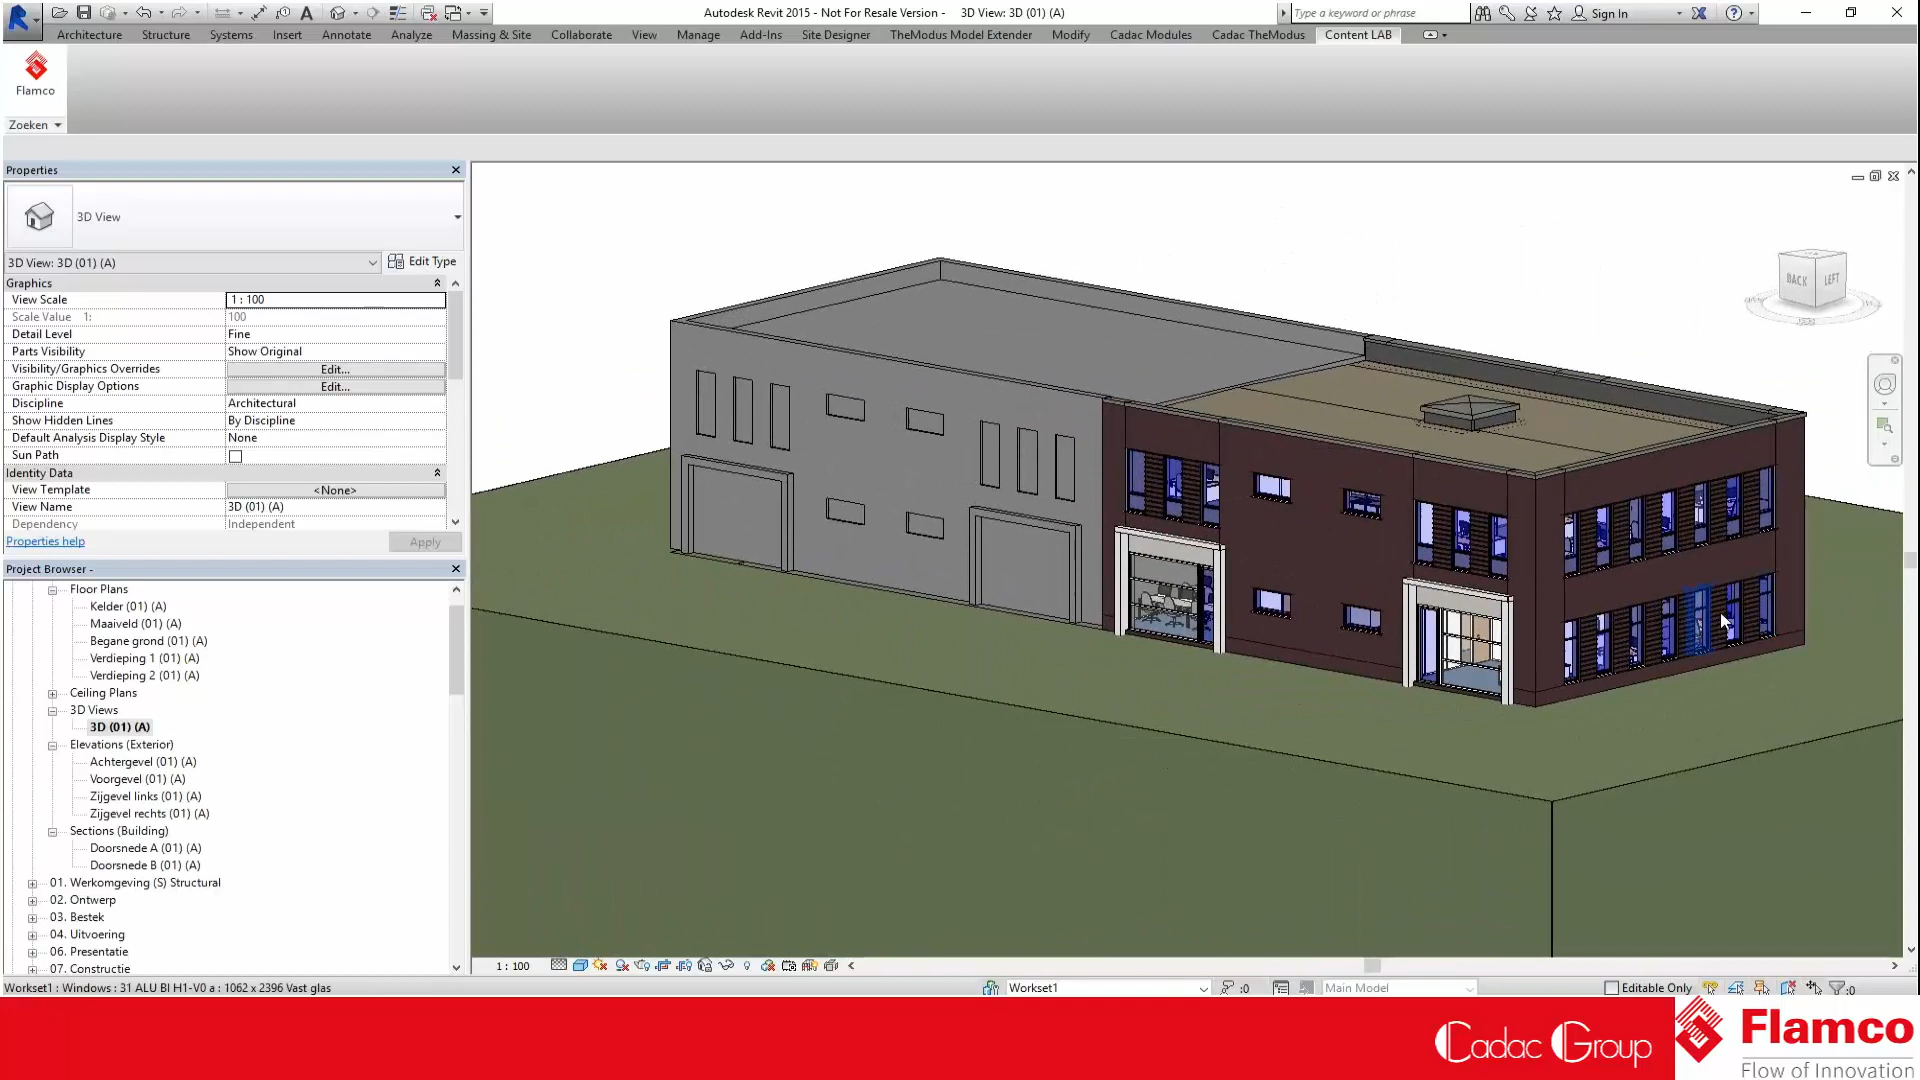 Autodesk Revit 2015 - Not For Resale Version - 3D View: 3D (01) (A)
Type a keyword or phrase
Sign In
Architecture Structure Systems Insert Annotate Analyze Massing & Site Collaborate View Manage Add-Ins Site Designer TheModus Model Extender Modify Cadac Modules Cadac TheModus Content LAB
Flamco
Zoeken
Properties
3D View
3D View: 3D (01) (A) Edit Type
Graphics
View Scale 1 : 100
Scale Value 1: 100
Detail Level Fine
Parts Visibility Show Original
Visibility/Graphics Overrides Edit...
Graphic Display Options Edit...
Discipline Architectural
Show Hidden Lines By Discipline
Default Analysis Display Style None
Sun Path
Identity Data
View Template <None>
View Name 3D (01) (A)
Dependency Independent
Properties help Apply
Project Browser -
Floor Plans
Kelder (01) (A)
Maaiveld (01) (A)
Begane grond (01) (A)
Verdieping 1 (01) (A)
Verdieping 2 (01) (A)
Ceiling Plans
3D Views
3D (01) (A)
Elevations (Exterior)
Achtergevel (01) (A)
Voorgevel (01) (A)
Zijgevel links (01) (A)
Zijgevel rechts (01) (A)
Sections (Building)
Doorsnede A (01) (A)
Doorsnede B (01) (A)
01. Werkomgeving (S) Structural
02. Ontwerp
03. Bestek
04. Uitvoering
06. Presentatie
07. Constructie
BACK LEFT
1 : 100
Workset1 : Windows : 31 ALU BI H1-V0 a : 1062 x 2396 Vast glas
Workset1 :0 Main Model Editable Only :0
Cadac Group
Flamco
Flow of Innovation